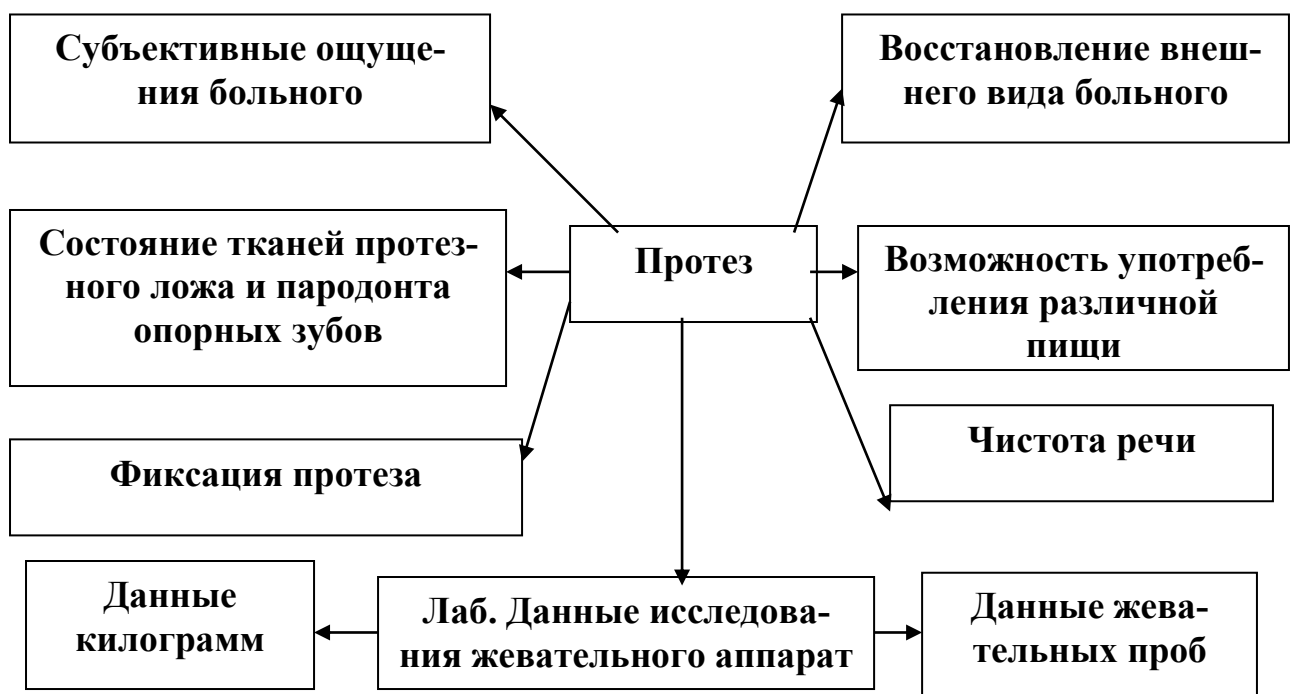 Субъективные ощуще-
ния больного
Восстановление внеш-
него вида больного
Состояние тканей протез-
ного ложа и пародонта
опорных зубов
Протез
Возможность употреб-
ления различной
пищи
Фиксация протеза
Чистота речи
Данные
килограмм
Лаб. Данные исследова-
ния жевательного аппарат
Данные жева-
тельных проб